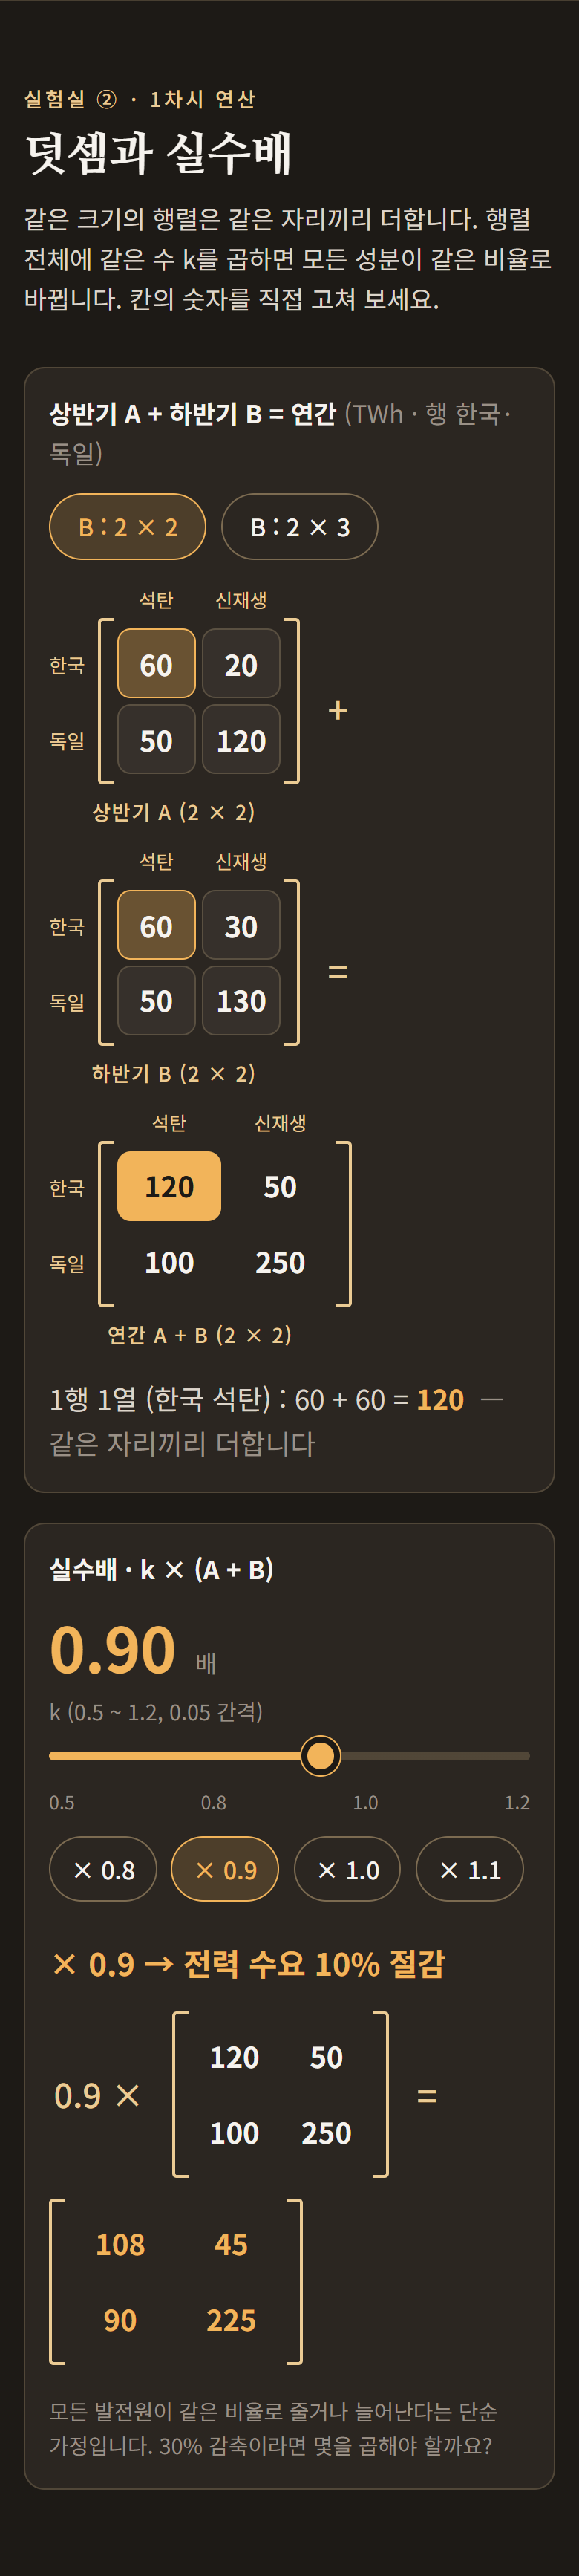 실험실 ② · 1차시 연산
덧셈과 실수배
같은 크기의 행렬은 같은 자리끼리 더합니다. 행렬
전체에 같은 수 k를 곱하면 모든 성분이 같은 비율로
바뀝니다. 칸의 숫자를 직접 고쳐 보세요.
상반기 A + 하반기 B = 연간 (TWh · 행 한국 ·
독일)
B : 2 × 2 B : 2 × 3
석탄 신재생
한국 60 20
+
독일 50 120
상반기 A (2 × 2)
석탄 신재생
한국 60 30
=
독일 50 130
하반기 B (2 × 2)
석탄 신재생
한국 120 50
독일 100 250
연간 A + B (2 × 2)
1행 1열 (한국 석탄) : 60 + 60 = 120 —
같은 자리끼리 더합니다
실수배 · k × (A + B)
0.90 배
k (0.5 ~ 1.2, 0.05 간격)
0.5 0.8 1.0 1.2
× 0.8 × 0.9 × 1.0 × 1.1
× 0.9 → 전력 수요 10% 절감
120 50
0.9 × =
100 250
108 45
90 225
모든 발전원이 같은 비율로 줄거나 늘어난다는 단순
가정입니다. 30% 감축이라면 몇을 곱해야 할까요?